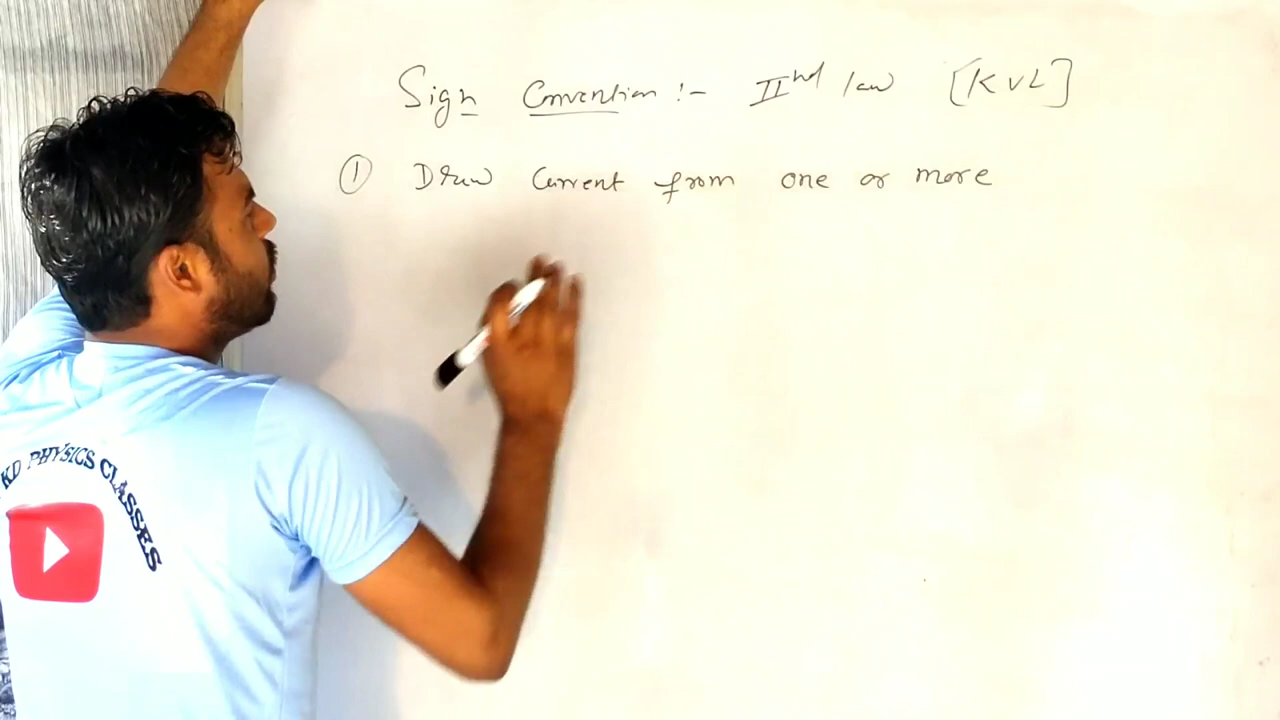 Sign Convention :- IInd law [KVL]
① Draw Current from one or more
KD PHYSICS CLASSES